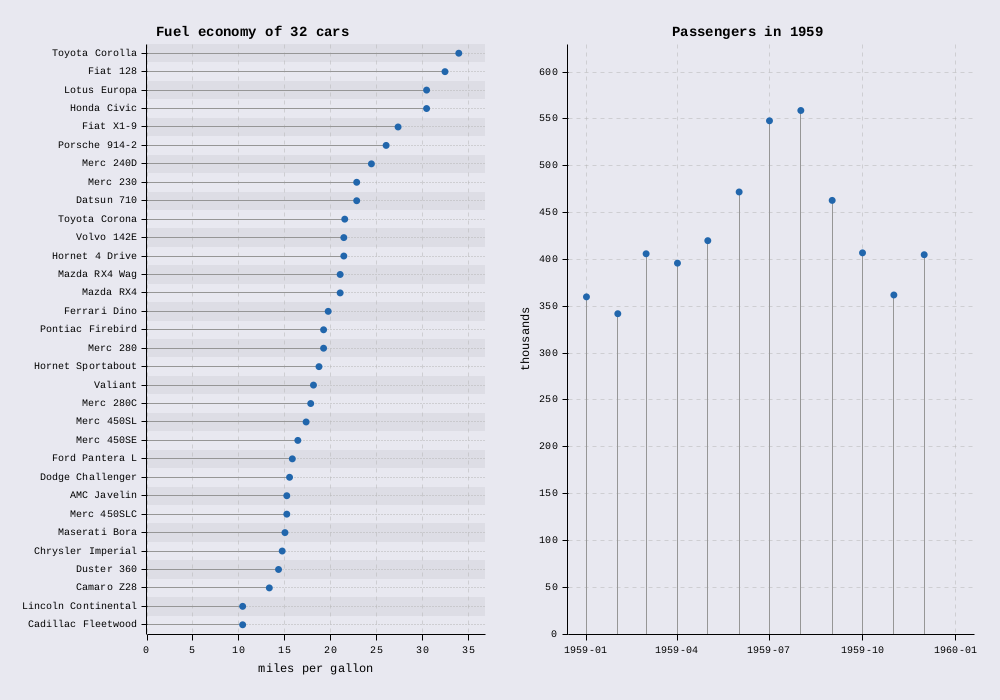 Fuel economy of 32 cars
Toyota Corolla
Fiat 128
Lotus Europa
Honda Civic
Fiat X1-9
Porsche 914-2
Merc 240D
Merc 230
Datsun 710
Toyota Corona
Volvo 142E
Hornet 4 Drive
Mazda RX4 Wag
Mazda RX4
Ferrari Dino
Pontiac Firebird
Merc 280
Hornet Sportabout
Valiant
Merc 280C
Merc 450SL
Merc 450SE
Ford Pantera L
Dodge Challenger
AMC Javelin
Merc 450SLC
Maserati Bora
Chrysler Imperial
Duster 360
Camaro Z28
Lincoln Continental
Cadillac Fleetwood
0 5 10 15 20 25 30 35
miles per gallon
Passengers in 1959
thousands
600
550
500
450
400
350
300
250
200
150
100
50
0
1959-01 1959-04 1959-07 1959-10 1960-01